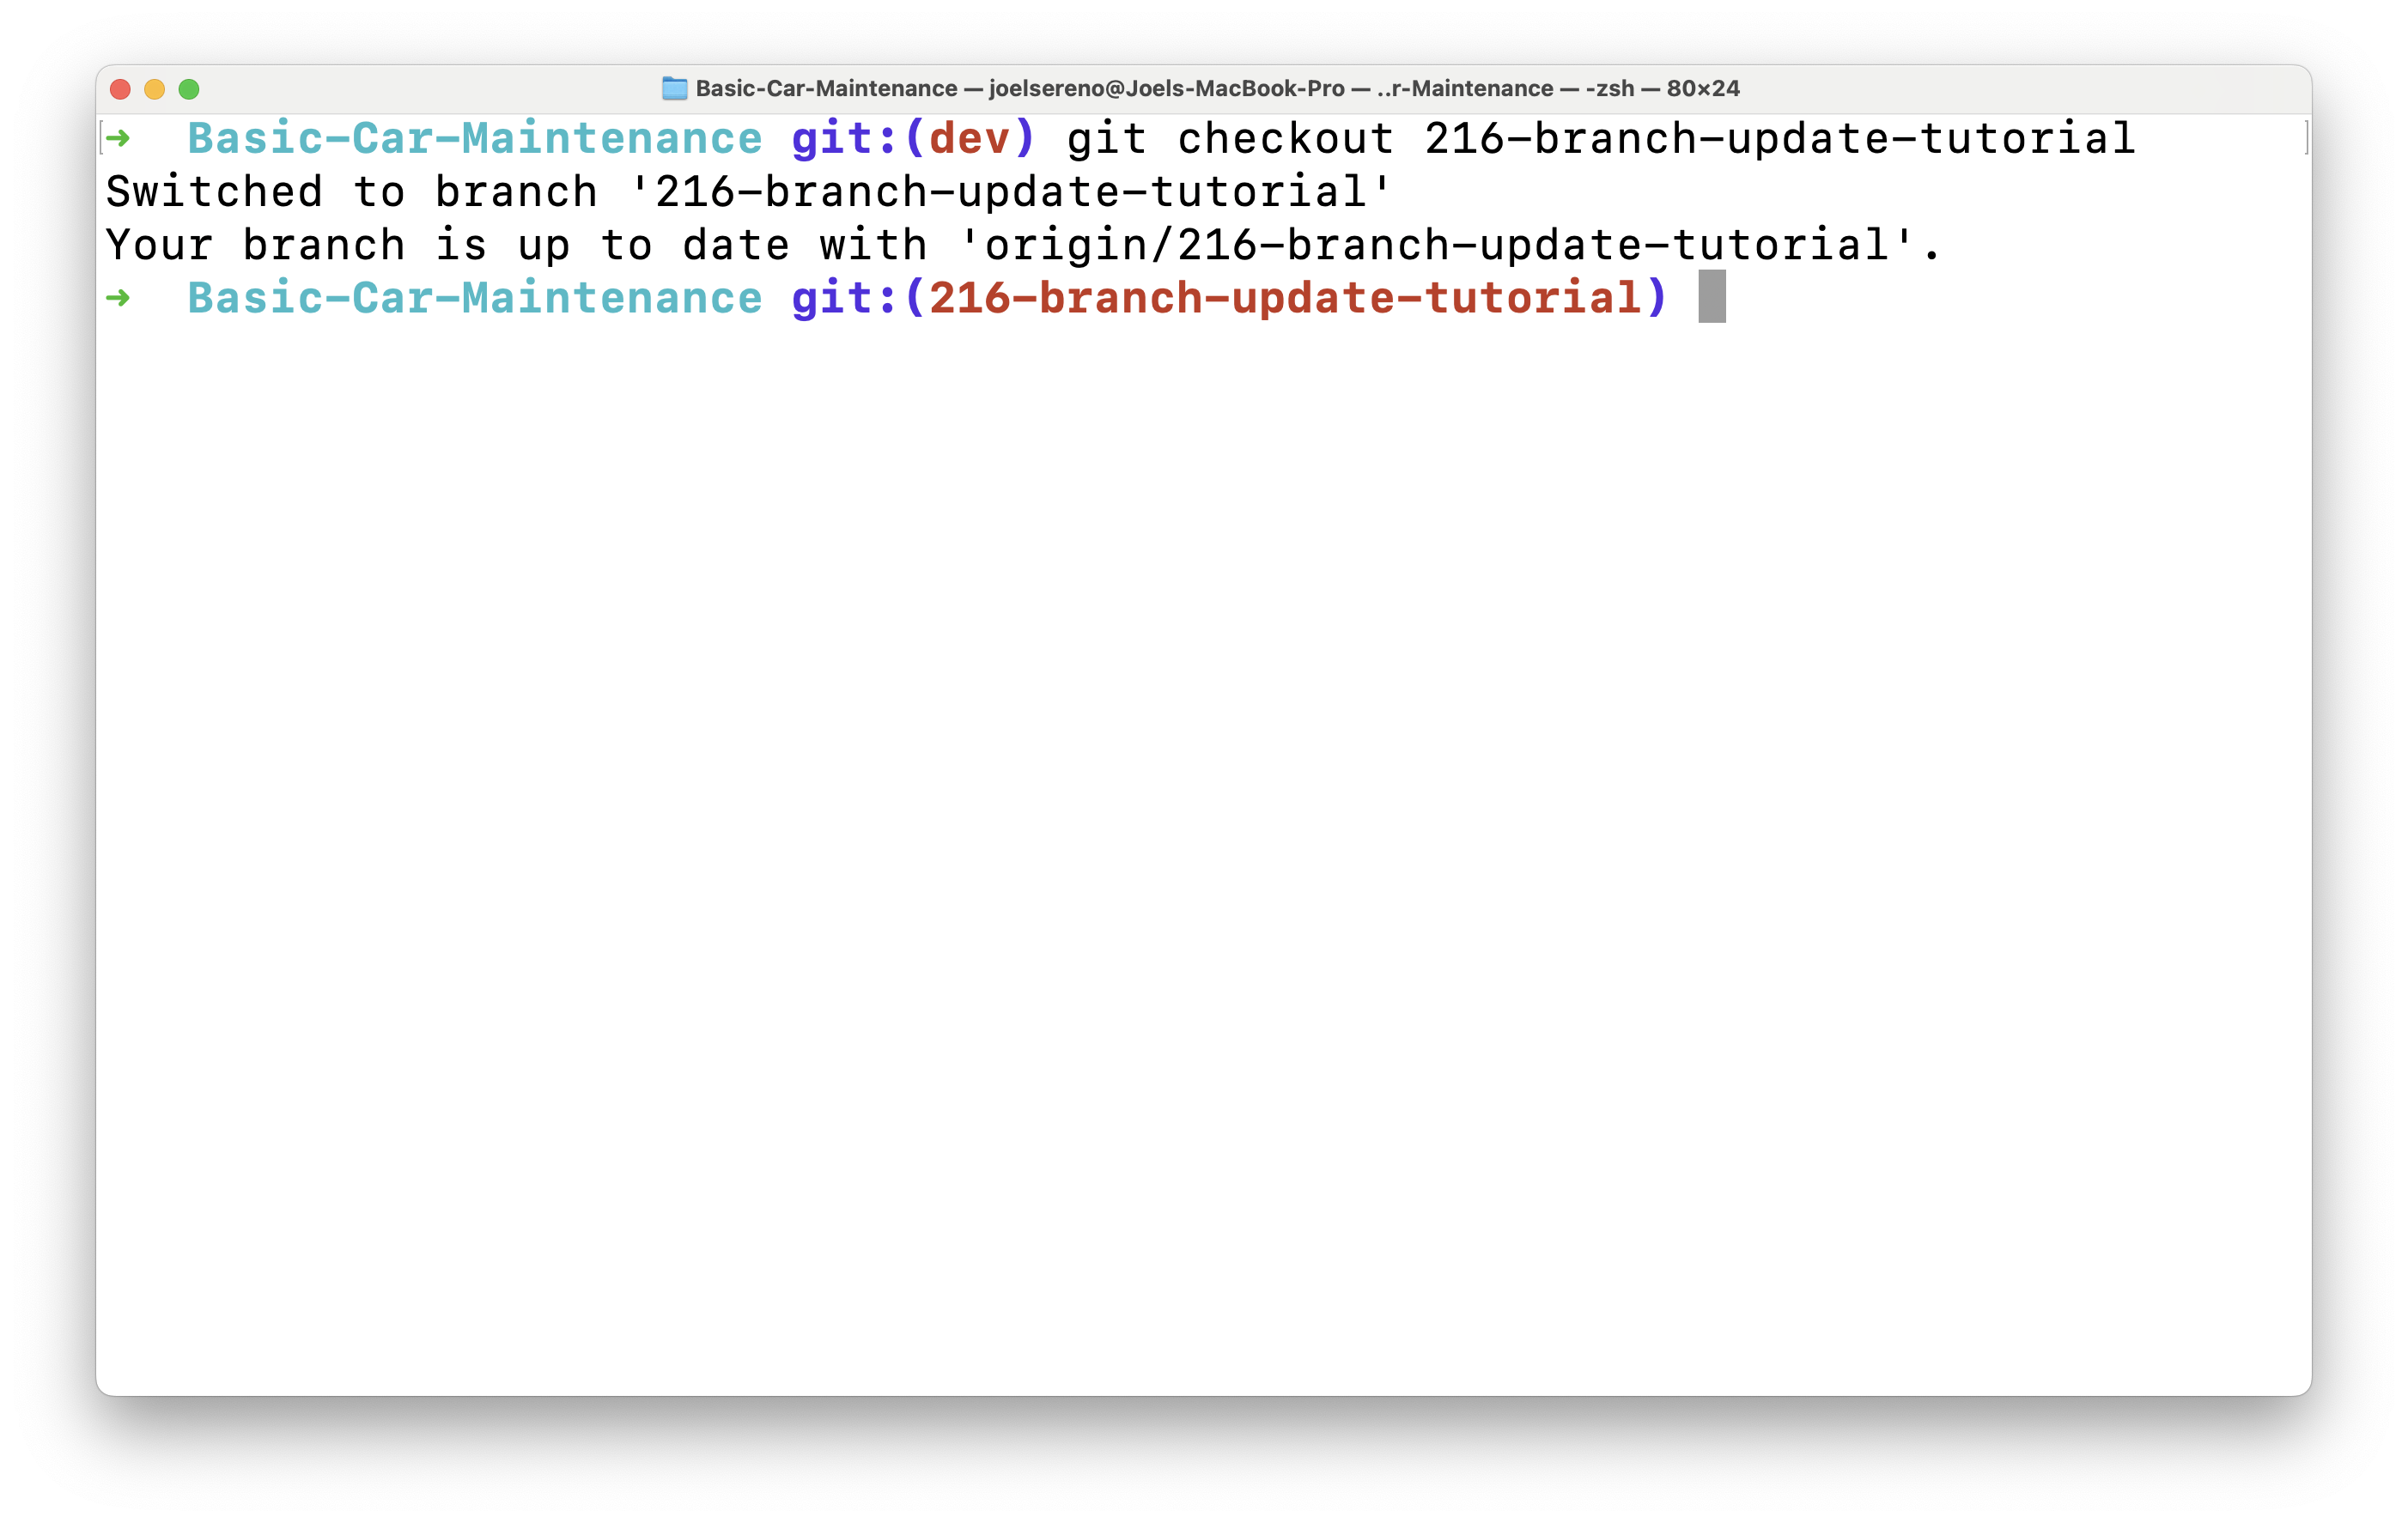 Basic-Car-Maintenance — joelsereno@Joels-MacBook-Pro — ..r-Maintenance — -zsh — 80×24
➜  Basic-Car-Maintenance git:(dev) git checkout 216-branch-update-tutorial
Switched to branch '216-branch-update-tutorial'
Your branch is up to date with 'origin/216-branch-update-tutorial'.
➜  Basic-Car-Maintenance git:(216-branch-update-tutorial)